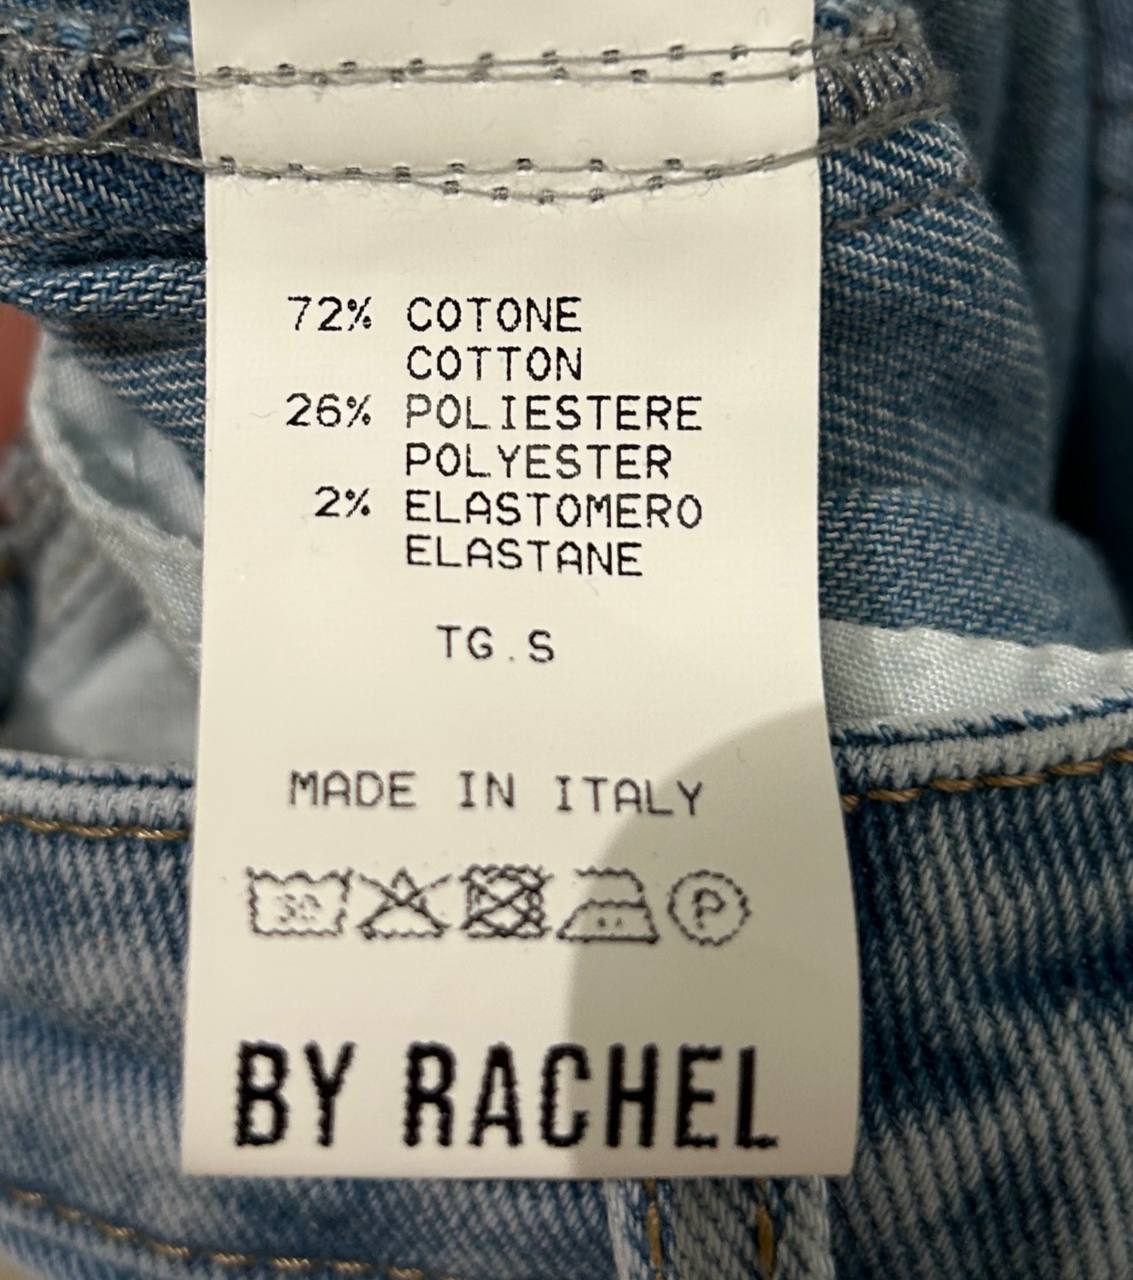 72% COTONE
COTTON
26% POLIESTERE
POLYESTER
2% ELASTOMERO
ELASTANE
TG.S
MADE IN ITALY
30 P
BY RACHEL